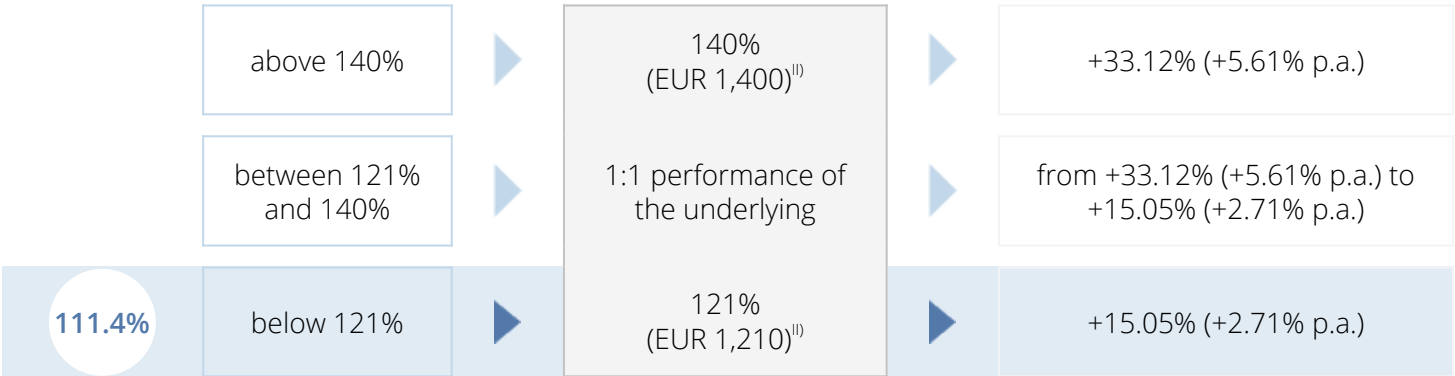 above 140%
140%
(EUR 1,400)II)
+33.12% (+5.61% p.a.)
between 121%
and 140%
1:1 performance of
the underlying
from +33.12% (+5.61% p.a.) to
+15.05% (+2.71% p.a.)
111.4%
below 121%
121%
(EUR 1,210)II)
+15.05% (+2.71% p.a.)